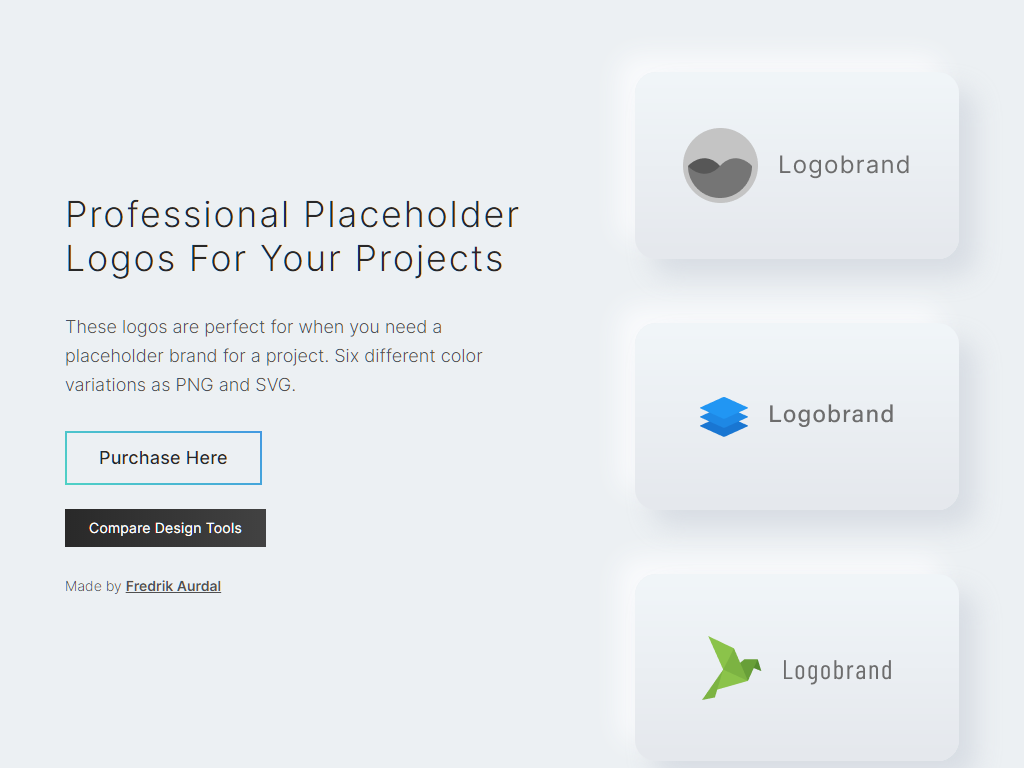 Professional Placeholder
Logos For Your Projects
These logos are perfect for when you need a
placeholder brand for a project. Six different color
variations as PNG and SVG.
Purchase Here
Compare Design Tools
Made by Fredrik Aurdal
Logobrand
Logobrand
Logobrand